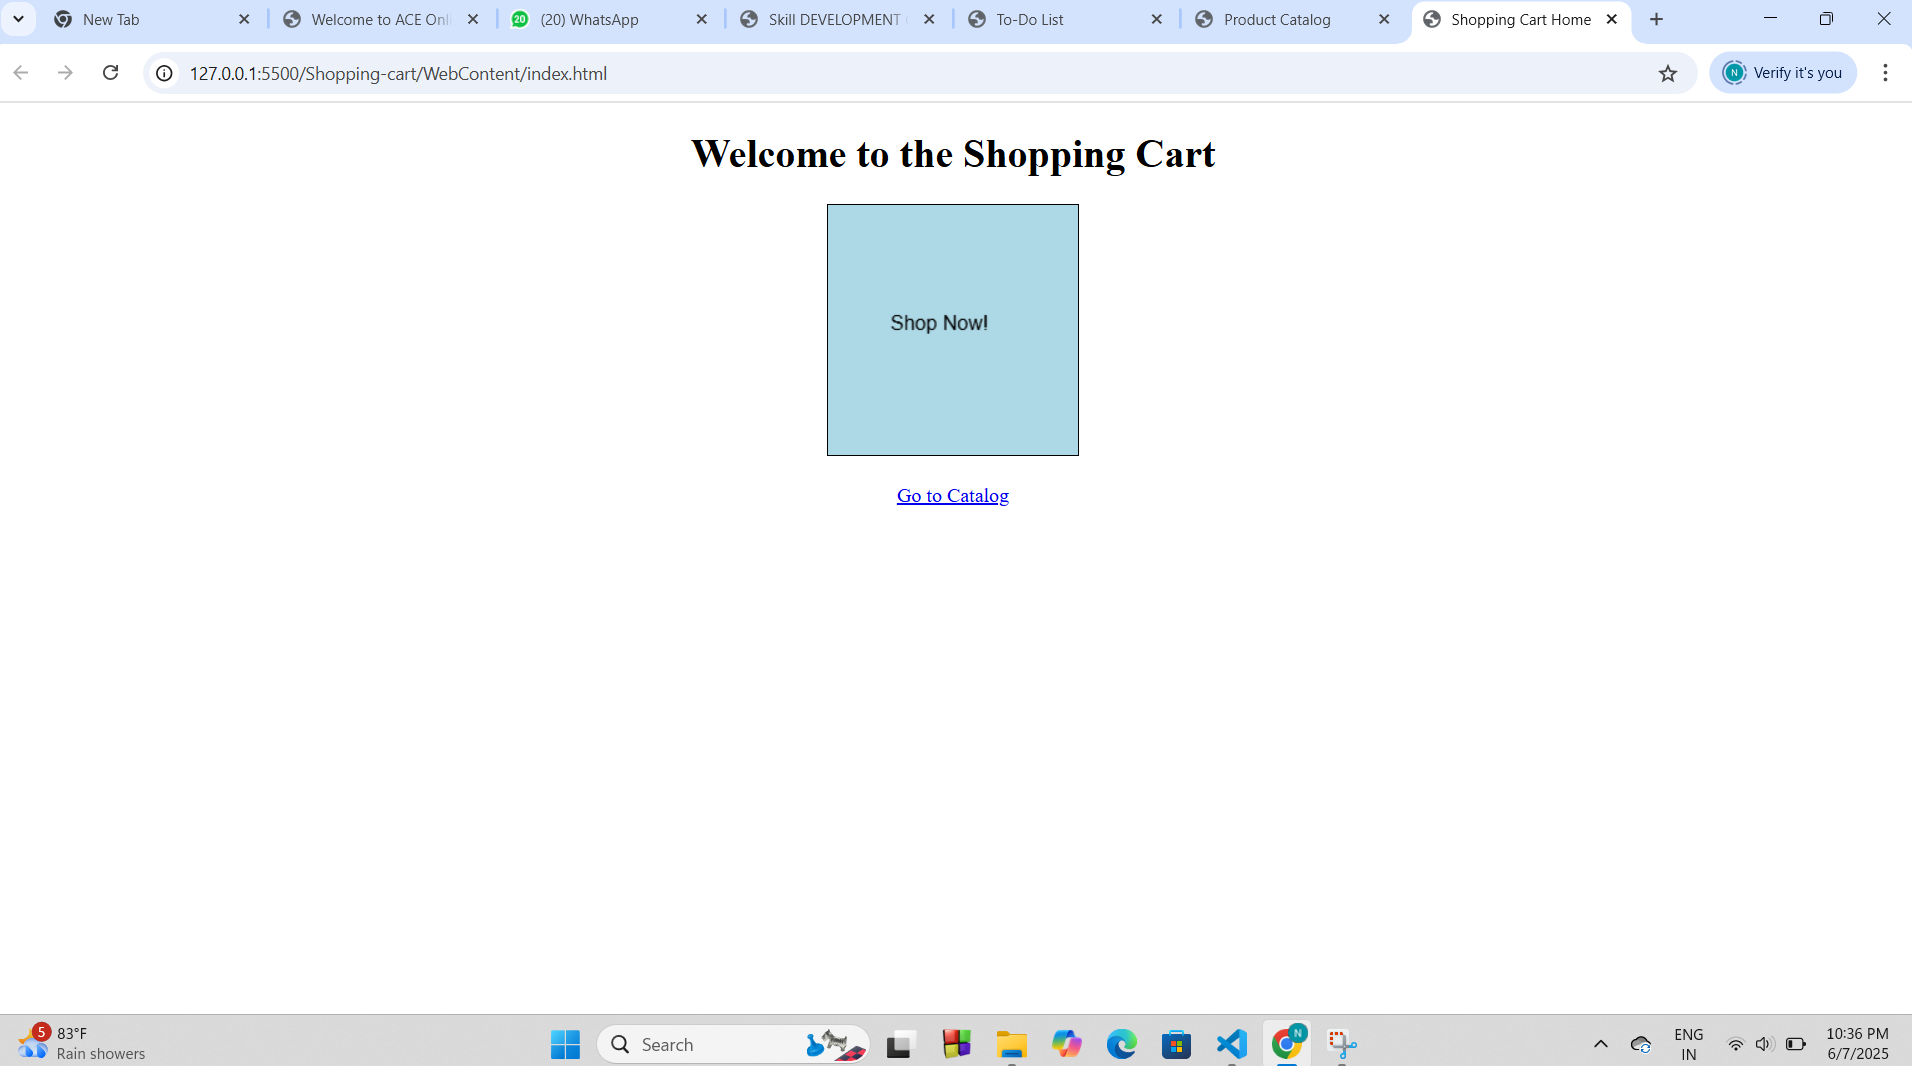 New Tab
Welcome to ACE Onl
20
(20) WhatsApp
Skill DEVELOPMENT
To-Do List
Product Catalog
Shopping Cart Home
127.0.0.1:5500/Shopping-cart/WebContent/index.html
N
Verify it's you
Welcome to the Shopping Cart
Shop Now!
Go to Catalog
5
83°F
Rain showers
Search
N
ENG
IN
10:36 PM
6/7/2025